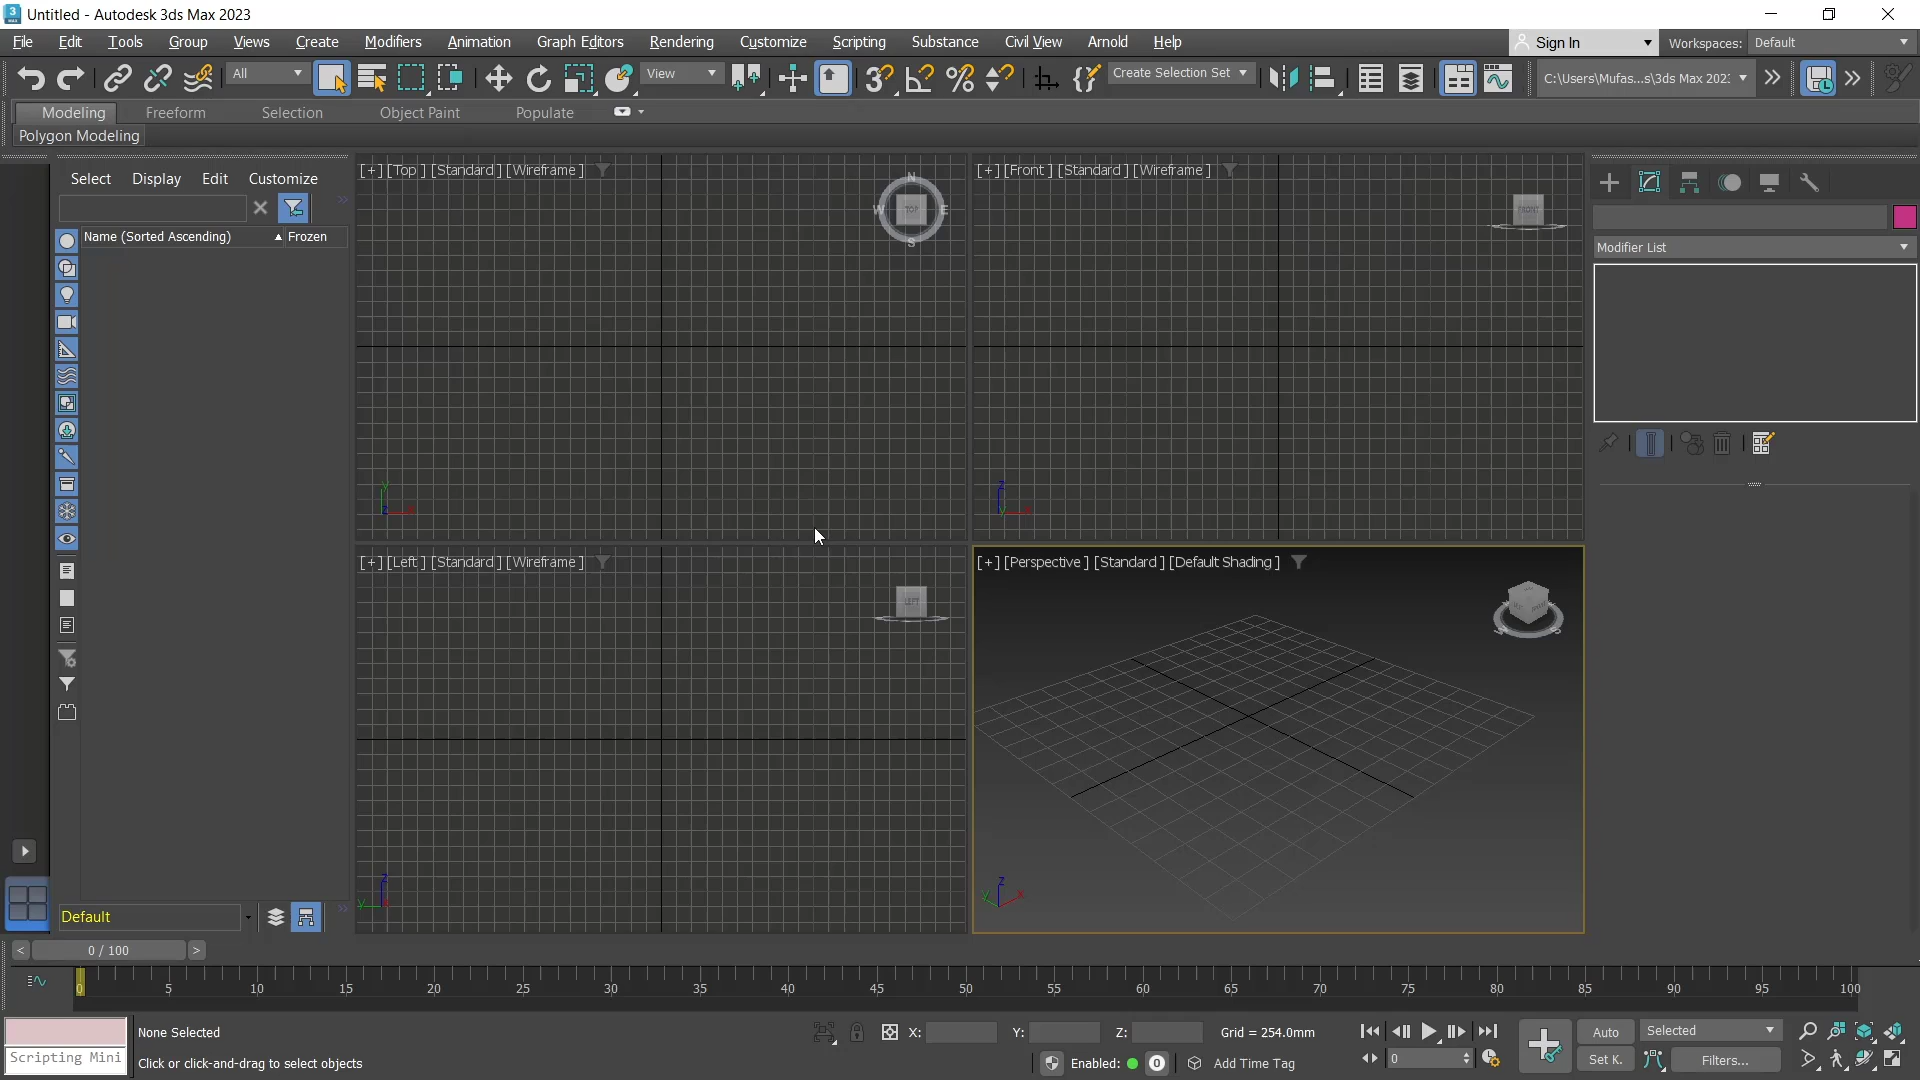 Untitled - Autodesk 3ds Max 2023
File Edit Tools Group Views Create Modifiers Animation Graph Editors Rendering Customize Scripting Substance Civil View Arnold Help
Sign In Workspaces: Default
All View Create Selection Set C:\Users\Mufas...s\3ds Max 202
Modeling Freeform Selection Object Paint Populate
Polygon Modeling
Select Display Edit Customize
Name (Sorted Ascending) Frozen
[+] [Top ] [Standard ] [Wireframe ]
N
W TOP E
S
y
z x
[+] [Front ] [Standard ] [Wireframe ]
FRONT
z
y x
Modifier List
[+] [Left ] [Standard ] [Wireframe ]
LEFT
z
y
[+] [Perspective ] [Standard ] [Default Shading ]
z
y x
Default
< 0 / 100 >
0 5 10 15 20 25 30 35 40 45 50 55 60 65 70 75 80 85 90 95 100
None Selected
X: Y: Z: Grid = 254.0mm
Auto Selected
Scripting Mini
Click or click-and-drag to select objects
Enabled: 0 Add Time Tag
0
Set K. Filters...